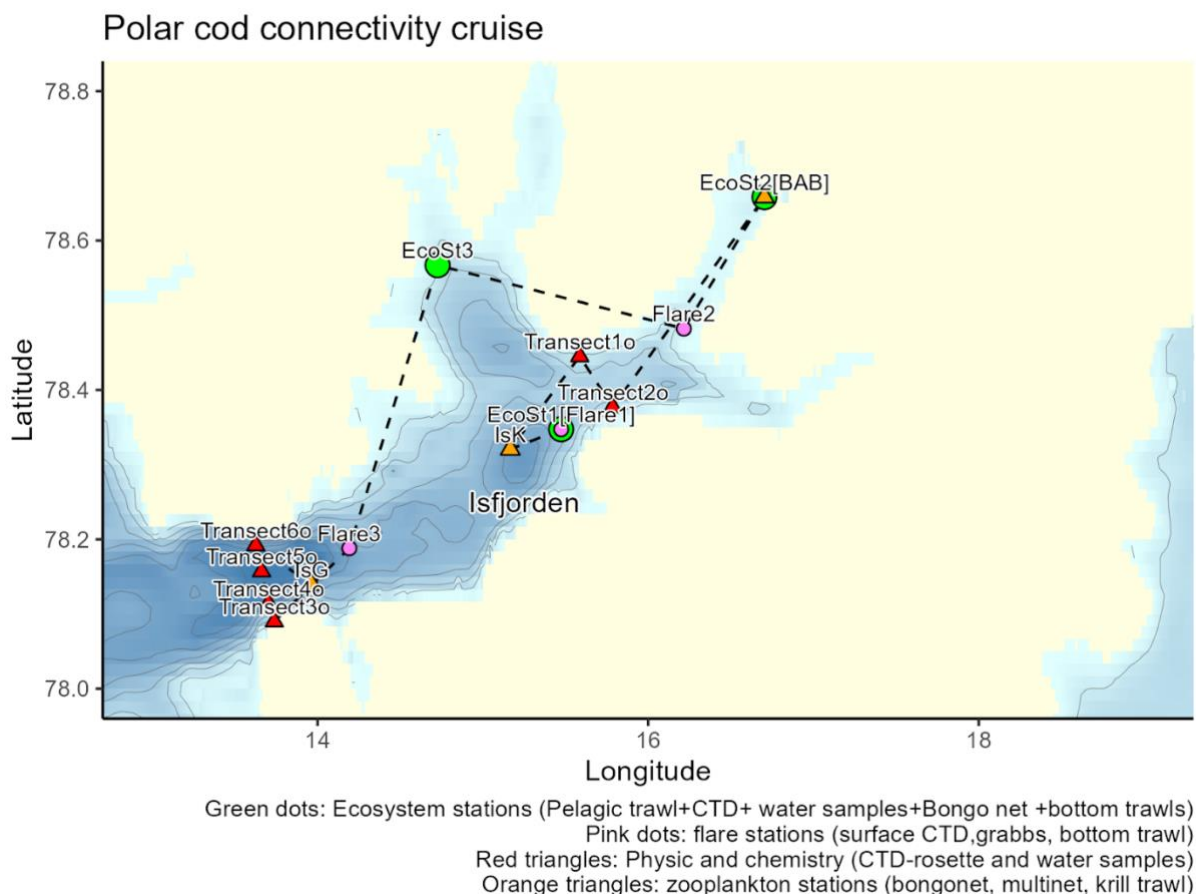 Polar cod connectivity cruise
78.8
EcoSt2[BAB]
78.6
EcoSt3
Flare2
Transect1o
78.4
Transect2o
EcoSt1[Flare1]
IsK
Isfjorden
78.2
Transect6o
Flare3
Transect5o
IsG
Transect4o
Transect3o
78.0
Latitude
14
16
18
Longitude
Green dots: Ecosystem stations (Pelagic trawl+CTD+ water samples+Bongo net +bottom trawls)
Pink dots: flare stations (surface CTD,grabbs, bottom trawl)
Red triangles: Physic and chemistry (CTD-rosette and water samples)
Orange triangles: zooplankton stations (bongonet, multinet, krill trawl)